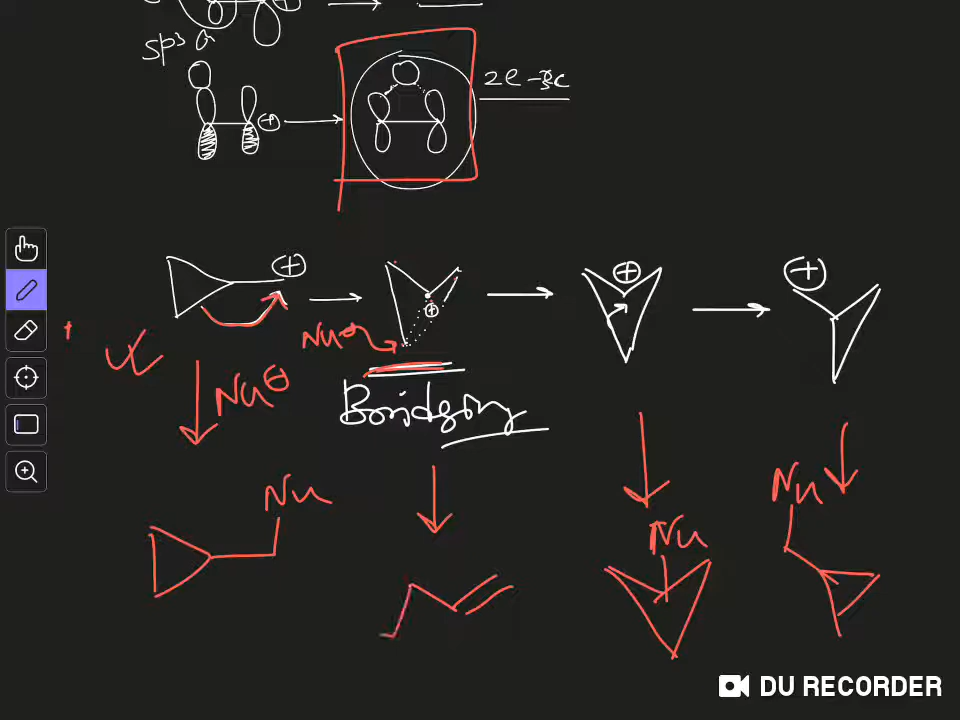 sp³ σ
2e -3c
Nu⊖
Nu⊖
Bridging
Nu
Nu
Nu
DU RECORDER